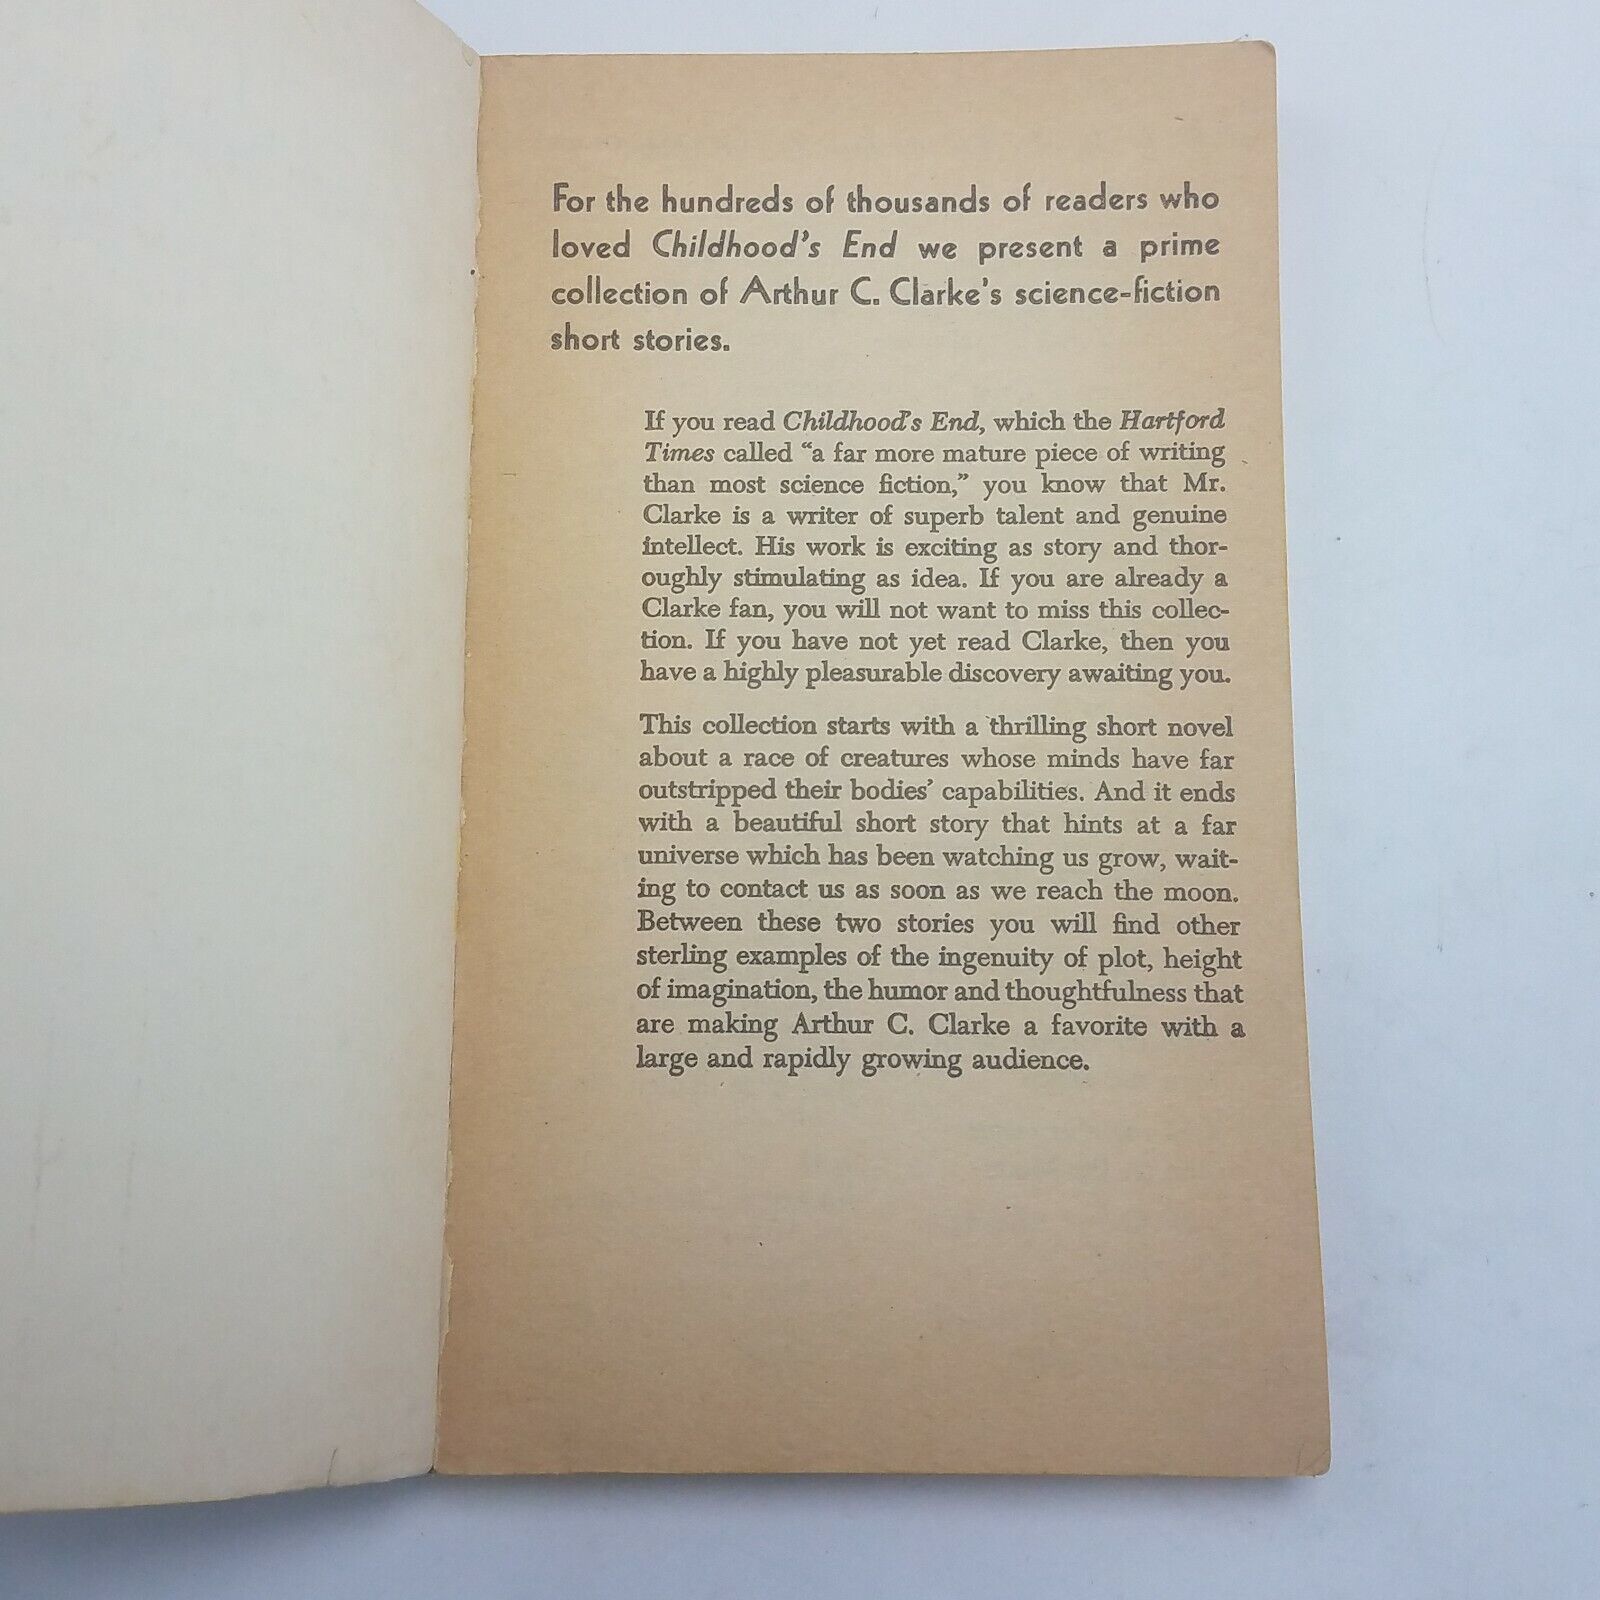 For the hundreds of thousands of readers who
loved Childhood's End we present a prime
collection of Arthur C. Clarke's science-fiction
short stories.
If you read Childhood's End, which the Hartford
Times called “a far more mature piece of writing
than most science fiction,” you know that Mr.
Clarke is a writer of superb talent and genuine
intellect. His work is exciting as story and thor-
oughly stimulating as idea. If you are already a
Clarke fan, you will not want to miss this collec-
tion. If you have not yet read Clarke, then you
have a highly pleasurable discovery awaiting you.
This collection starts with a thrilling short novel
about a race of creatures whose minds have far
outstripped their bodies' capabilities. And it ends
with a beautiful short story that hints at a far
universe which has been watching us grow, wait-
ing to contact us as soon as we reach the moon.
Between these two stories you will find other
sterling examples of the ingenuity of plot, height
of imagination, the humor and thoughtfulness that
are making Arthur C. Clarke a favorite with a
large and rapidly growing audience.